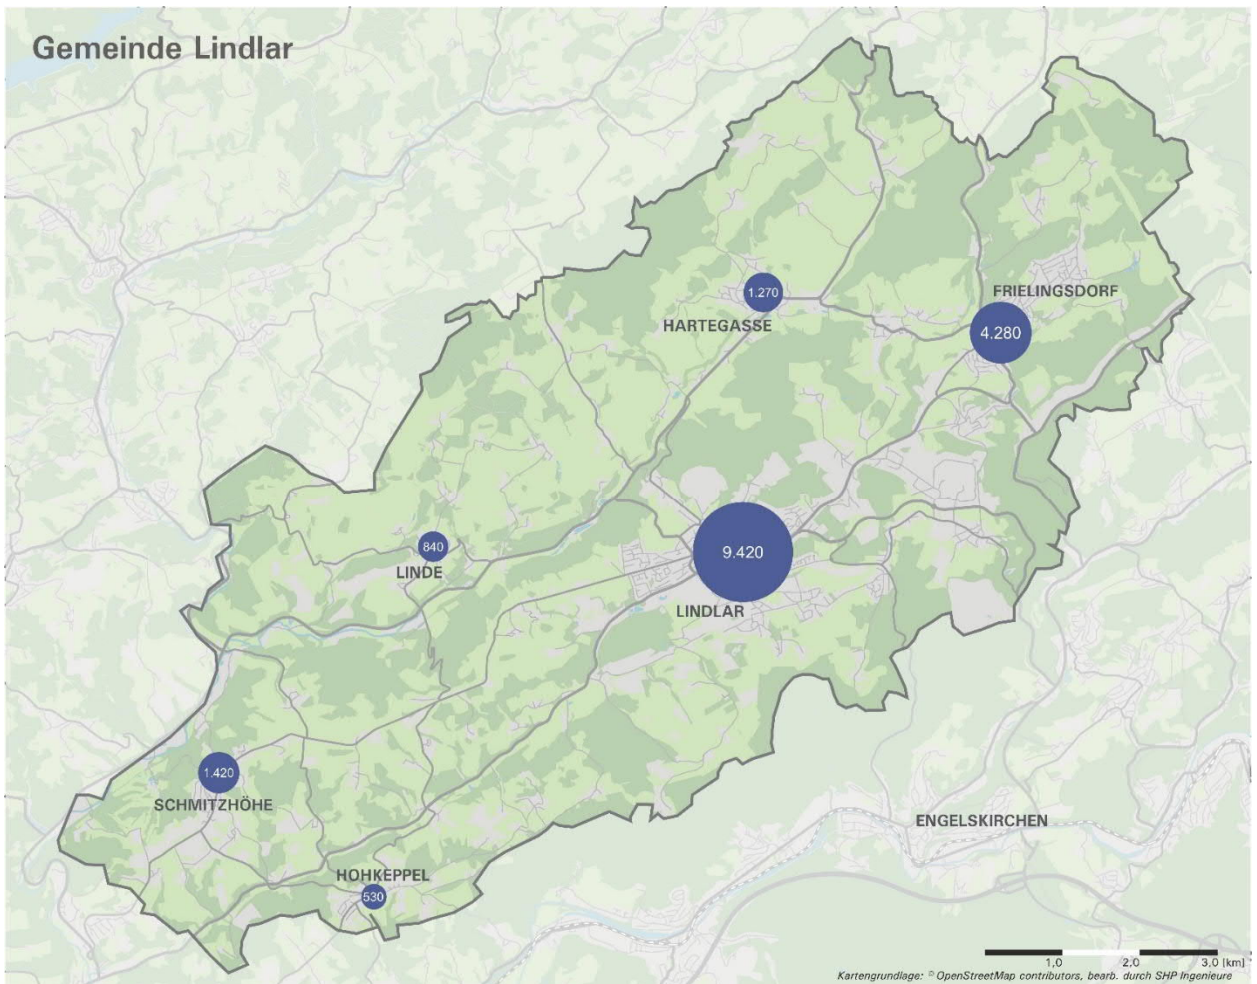 Gemeinde Lindlar
1.270
HARTEGASSE
FRIELINGSDORF
4.280
840
LINDE
9.420
LINDLAR
1.420
SCHMITZHÖHE
HOHKEPPEL
530
ENGELSKIRCHEN
1,0 2,0 3,0 [km]
Kartengrundlage: © OpenStreetMap contributors, bearb. durch SHP Ingenieure